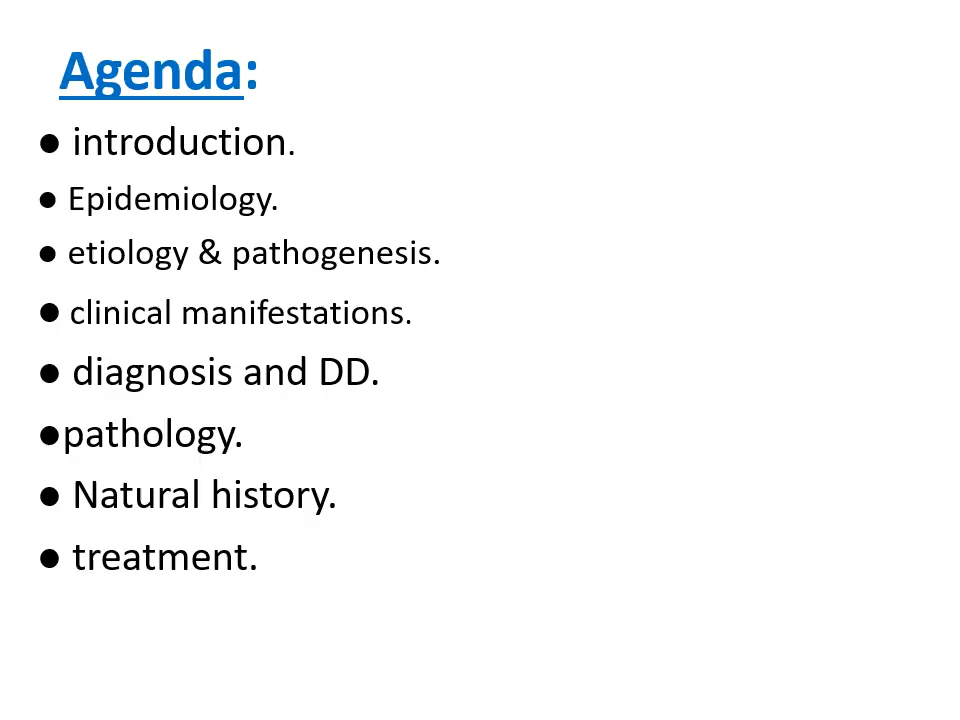 Agenda:
● introduction.
● Epidemiology.
● etiology & pathogenesis.
● clinical manifestations.
● diagnosis and DD.
●pathology.
● Natural history.
● treatment.